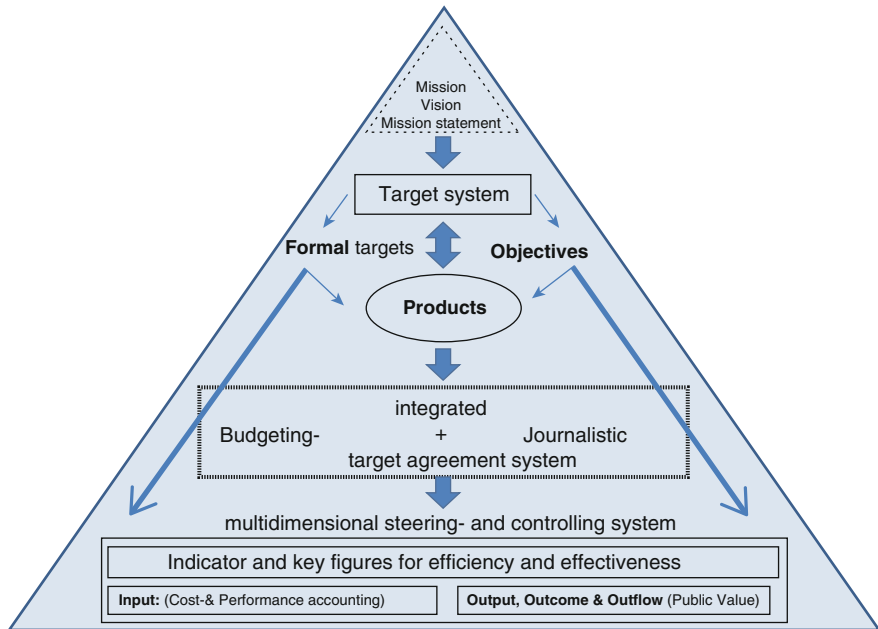 Mission
Vision
Mission statement
Target system
Formal targets
Objectives
Products
integrated
Budgeting- + Journalistic
target agreement system
multidimensional steering- and controlling system
Indicator and key figures for efficiency and effectiveness
Input: (Cost-& Performance accounting)
Output, Outcome & Outflow (Public Value)